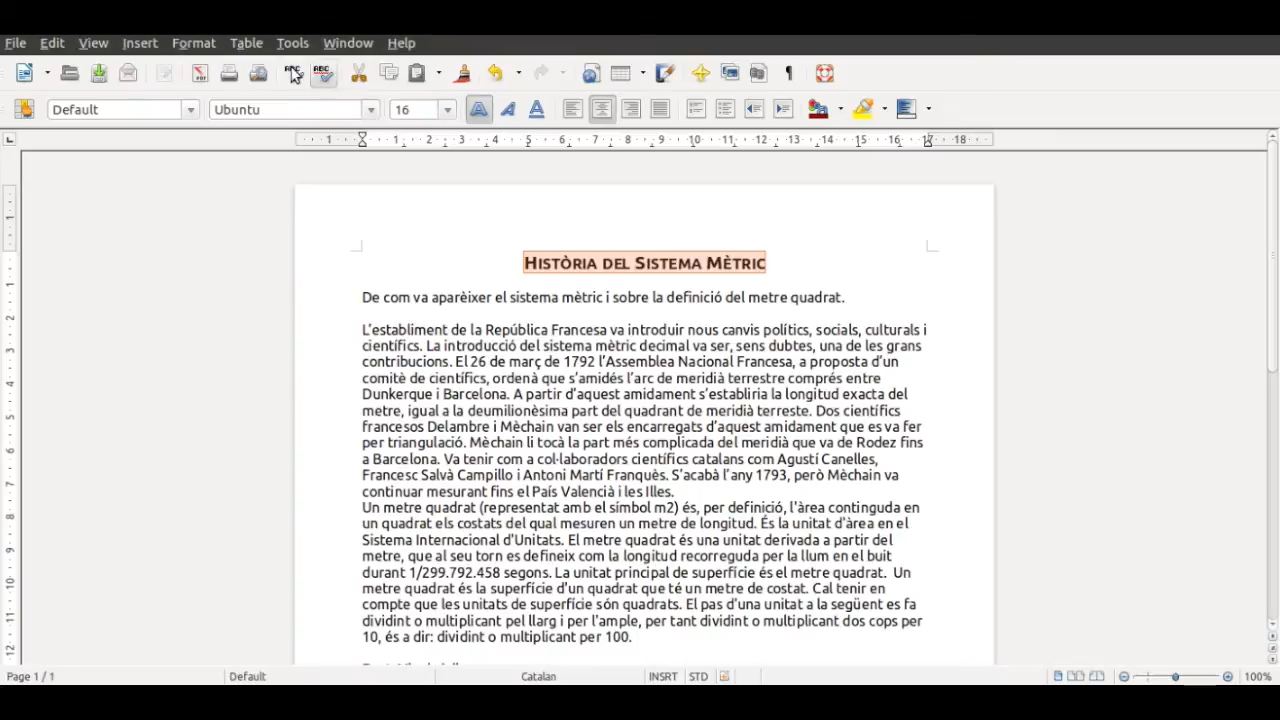 File Edit View Insert Format Table Tools Window Help
ABC ABC
Default Ubuntu 16
1 1 2 3 4 5 6 7 8 9 10 11 12 13 14 15 16 17 18
HISTÒRIA DEL SISTEMA MÈTRIC
De com va aparèixer el sistema mètric i sobre la definició del metre quadrat.
L'establiment de la República Francesa va introduir nous canvis polítics, socials, culturals i
científics. La introducció del sistema mètric decimal va ser, sens dubtes, una de les grans
contribucions. El 26 de març de 1792 l'Assemblea Nacional Francesa, a proposta d'un
comitè de científics, ordenà que s'amidés l'arc de meridià terrestre comprés entre
Dunkerque i Barcelona. A partir d'aquest amidament s'establiria la longitud exacta del
metre, igual a la deumilionèsima part del quadrant de meridià terreste. Dos científics
francesos Delambre i Mèchain van ser els encarregats d'aquest amidament que es va fer
per triangulació. Mèchain li tocà la part més complicada del meridià que va de Rodez fins
a Barcelona. Va tenir com a col·laboradors científics catalans com Agustí Canelles,
Francesc Salvà Campillo i Antoni Martí Franquès. S'acabà l'any 1793, però Mèchain va
continuar mesurant fins el País Valencià i les Illes.
Un metre quadrat (representat amb el símbol m2) és, per definició, l'àrea continguda en
un quadrat els costats del qual mesuren un metre de longitud. És la unitat d'àrea en el
Sistema Internacional d'Unitats. El metre quadrat és una unitat derivada a partir del
metre, que al seu torn es defineix com la longitud recorreguda per la llum en el buit
durant 1/299.792.458 segons. La unitat principal de superfície és el metre quadrat. Un
metre quadrat és la superfície d'un quadrat que té un metre de costat. Cal tenir en
compte que les unitats de superfície són quadrats. El pas d'una unitat a la següent es fa
dividint o multiplicant pel llarg i per l'ample, per tant dividint o multiplicant dos cops per
10, és a dir: dividint o multiplicant per 100.
Page 1 / 1 Default Catalan INSRT STD 100%